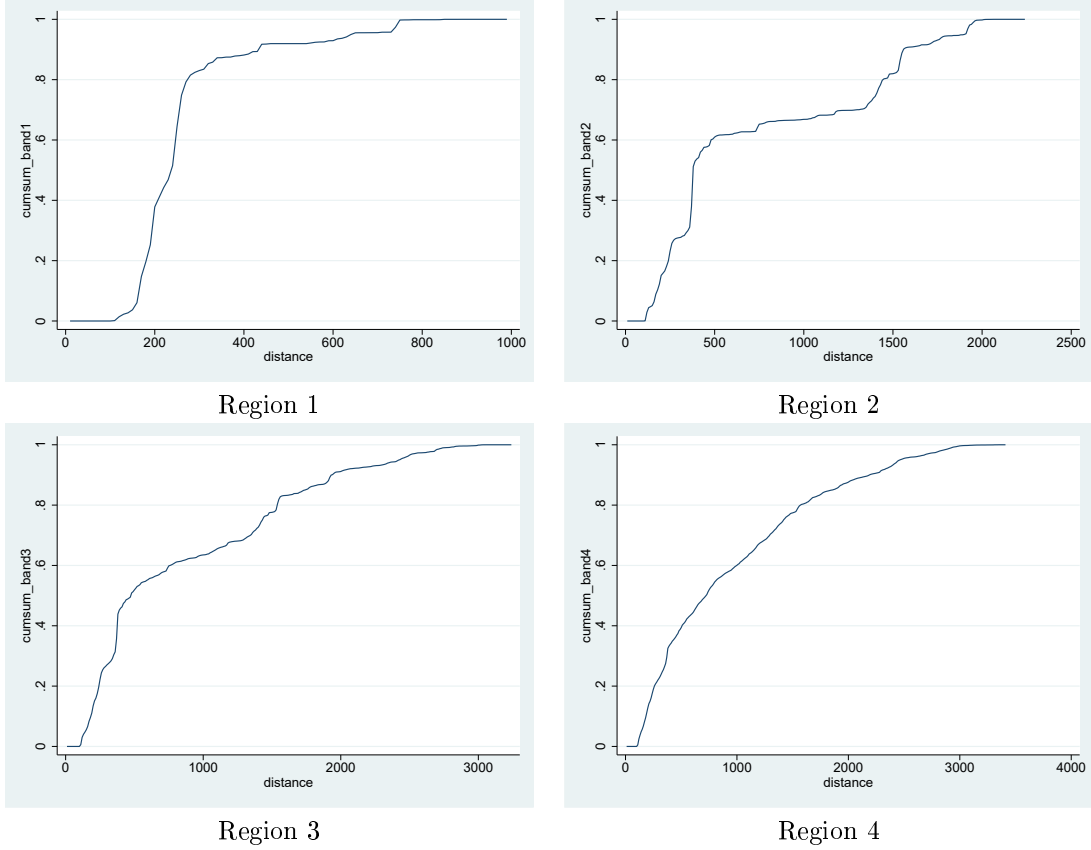 cumsum_band1
1
.8
.6
.4
.2
0
0 200 400 600 800 1000
distance
Region 1
cumsum_band2
1
.8
.6
.4
.2
0
0 500 1000 1500 2000 2500
distance
Region 2
cumsum_band3
1
.8
.6
.4
.2
0
0 1000 2000 3000
distance
Region 3
cumsum_band4
1
.8
.6
.4
.2
0
0 1000 2000 3000 4000
distance
Region 4